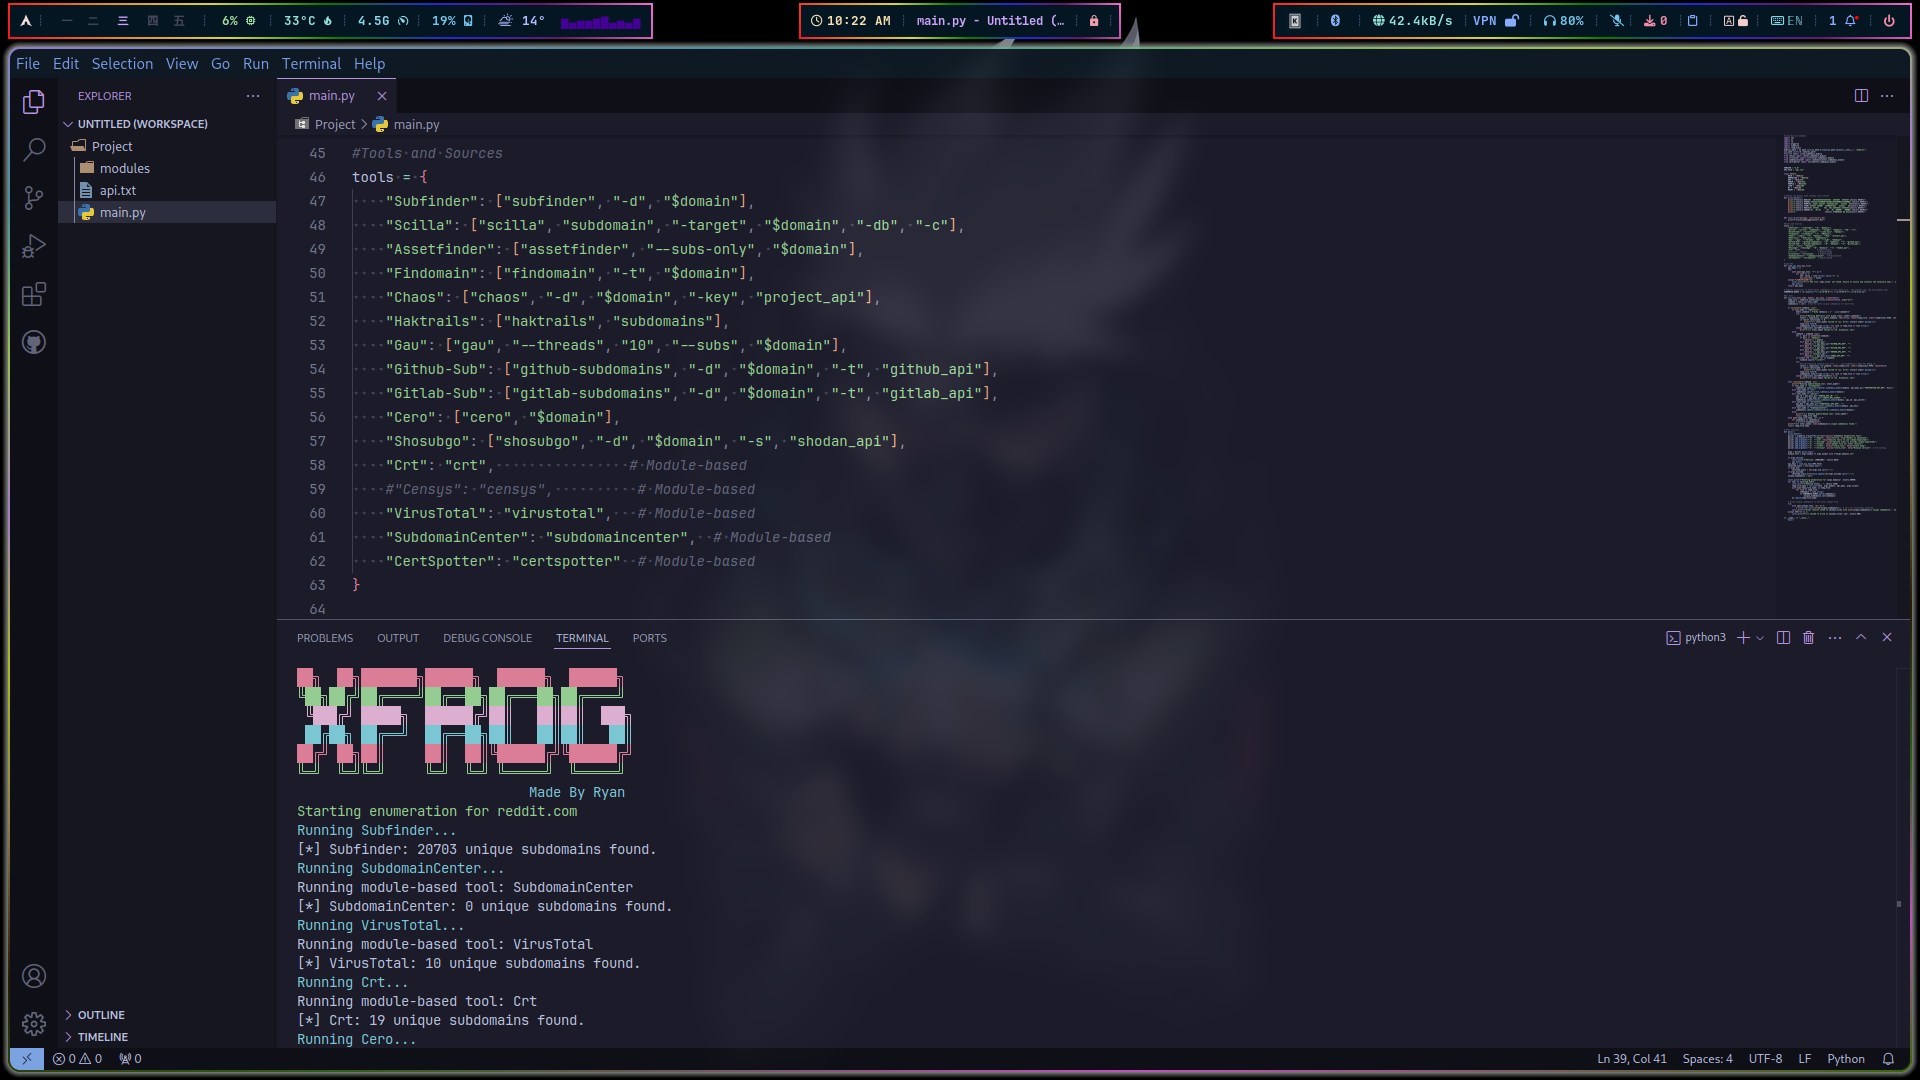 一 二 三 四 五 6% 33°C 4.5G 19% 14°
10:22 AM main.py - Untitled (…
42.4kB/s VPN 80% 0 A EN 1
File Edit Selection View Go Run Terminal Help
EXPLORER
UNTITLED (WORKSPACE)
Project
modules
api.txt
main.py
OUTLINE
TIMELINE
main.py
Project > main.py
45 #Tools and Sources
46 tools = {
47 "Subfinder": ["subfinder", "-d", "$domain"],
48 "Scilla": ["scilla", "subdomain", "-target", "$domain", "-db", "-c"],
49 "Assetfinder": ["assetfinder", "--subs-only", "$domain"],
50 "Findomain": ["findomain", "-t", "$domain"],
51 "Chaos": ["chaos", "-d", "$domain", "-key", "project_api"],
52 "Haktrails": ["haktrails", "subdomains"],
53 "Gau": ["gau", "--threads", "10", "--subs", "$domain"],
54 "Github-Sub": ["github-subdomains", "-d", "$domain", "-t", "github_api"],
55 "Gitlab-Sub": ["gitlab-subdomains", "-d", "$domain", "-t", "gitlab_api"],
56 "Cero": ["cero", "$domain"],
57 "Shosubgo": ["shosubgo", "-d", "$domain", "-s", "shodan_api"],
58 "Crt": "crt", # Module-based
59 #"Censys": "censys", # Module-based
60 "VirusTotal": "virustotal", # Module-based
61 "SubdomainCenter": "subdomaincenter", # Module-based
62 "CertSpotter": "certspotter" # Module-based
63 }
64
PROBLEMS OUTPUT DEBUG CONSOLE TERMINAL PORTS
python3
XFROG
Made By Ryan
Starting enumeration for reddit.com
Running Subfinder...
[*] Subfinder: 20703 unique subdomains found.
Running SubdomainCenter...
Running module-based tool: SubdomainCenter
[*] SubdomainCenter: 0 unique subdomains found.
Running VirusTotal...
Running module-based tool: VirusTotal
[*] VirusTotal: 10 unique subdomains found.
Running Crt...
Running module-based tool: Crt
[*] Crt: 19 unique subdomains found.
Running Cero...
0 0 0
Ln 39, Col 41 Spaces: 4 UTF-8 LF Python